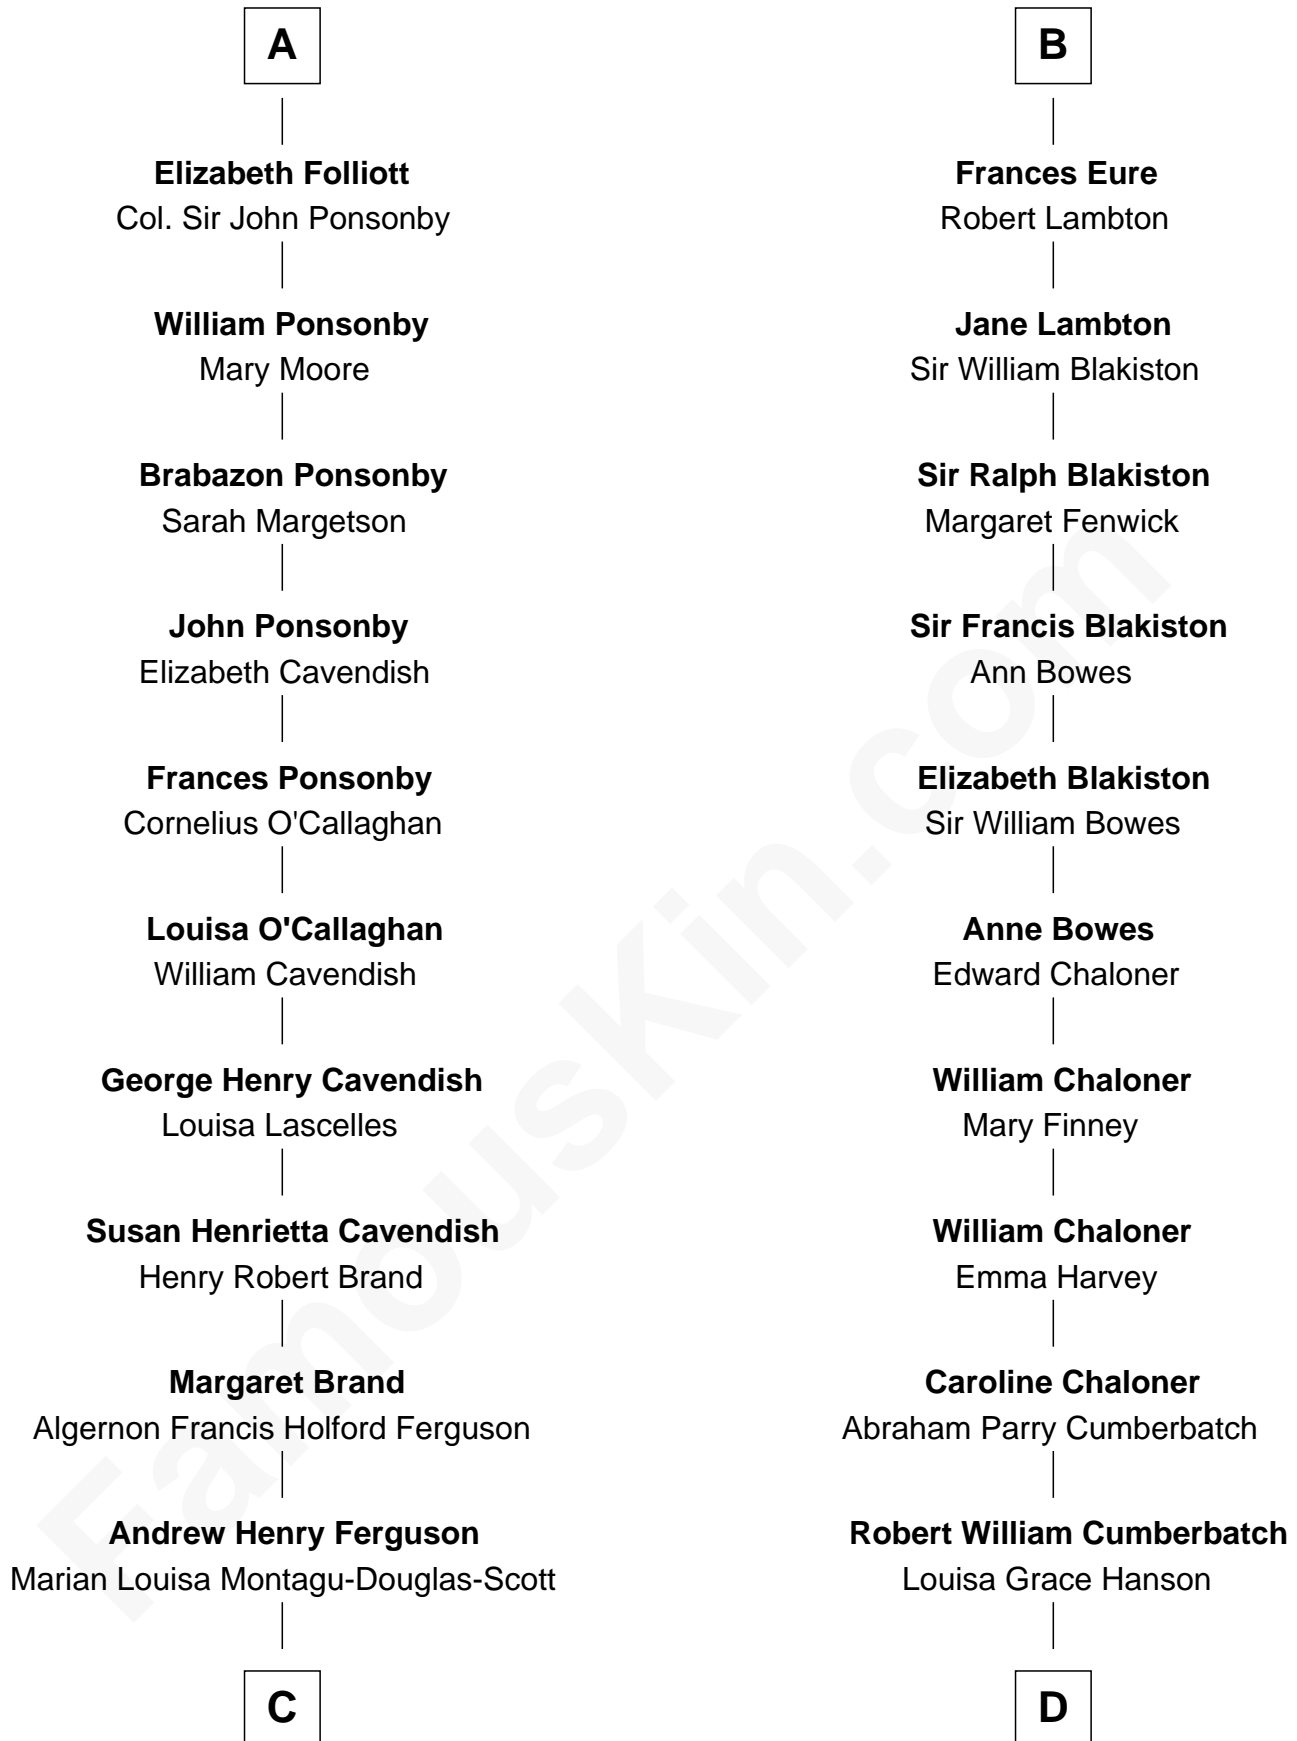 A
Elizabeth Folliott
Col. Sir John Ponsonby
William Ponsonby
Mary Moore
Brabazon Ponsonby
Sarah Margetson
John Ponsonby
Elizabeth Cavendish
Frances Ponsonby
Cornelius O'Callaghan
Louisa O'Callaghan
William Cavendish
George Henry Cavendish
Louisa Lascelles
Susan Henrietta Cavendish
Henry Robert Brand
Margaret Brand
Algernon Francis Holford Ferguson
Andrew Henry Ferguson
Marian Louisa Montagu-Douglas-Scott
C
B
Frances Eure
Robert Lambton
Jane Lambton
Sir William Blakiston
Sir Ralph Blakiston
Margaret Fenwick
Sir Francis Blakiston
Ann Bowes
Elizabeth Blakiston
Sir William Bowes
Anne Bowes
Edward Chaloner
William Chaloner
Mary Finney
William Chaloner
Emma Harvey
Caroline Chaloner
Abraham Parry Cumberbatch
Robert William Cumberbatch
Louisa Grace Hanson
D
FamousKin.com